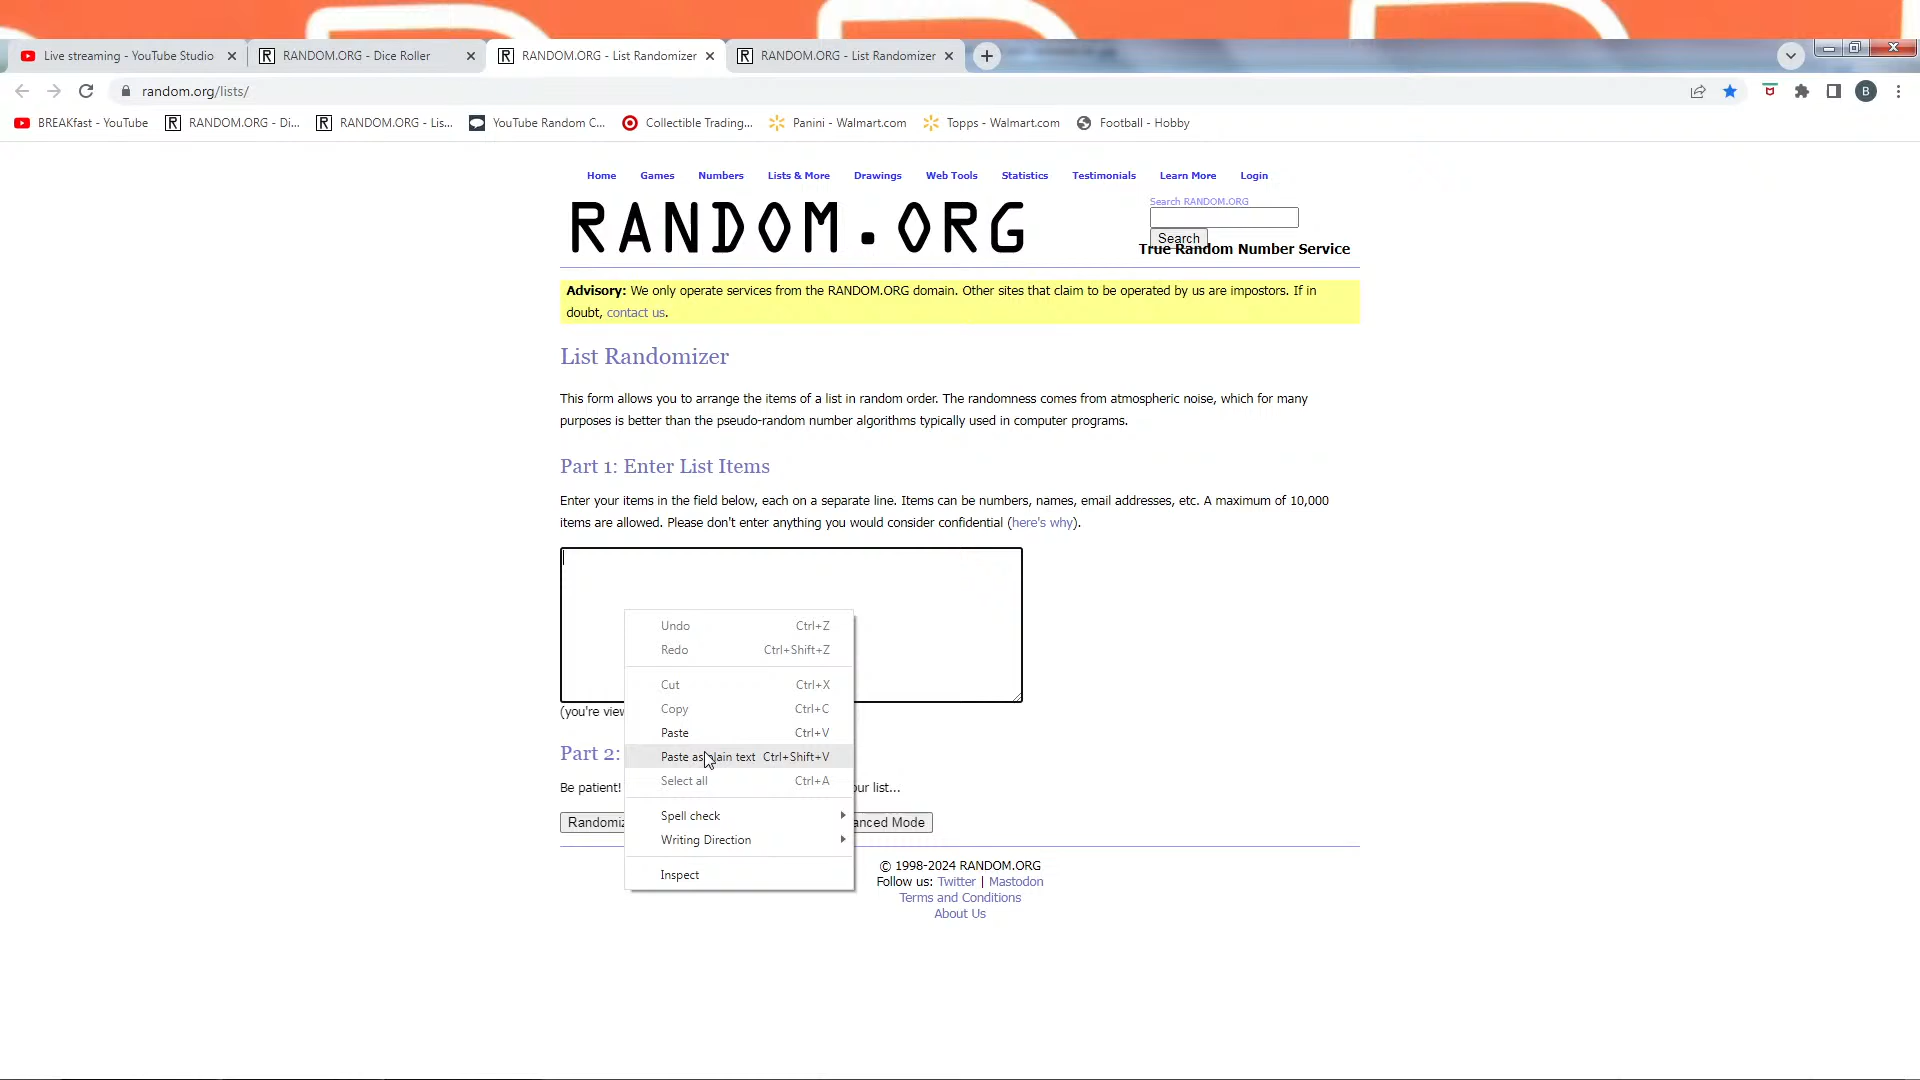 Live streaming - YouTube Studio
RANDOM.ORG - Dice Roller
RANDOM.ORG - List Randomizer
RANDOM.ORG - List Randomizer
random.org/lists/
B
BREAKfast - YouTube
RANDOM.ORG - Di...
RANDOM.ORG - Lis...
YouTube Random C...
Collectible Trading...
Panini - Walmart.com
Topps - Walmart.com
Football - Hobby
Home Games Numbers Lists & More Drawings Web Tools Statistics Testimonials Learn More Login
RANDOM.ORG
Search RANDOM.ORG
Search
True Random Number Service
Advisory: We only operate services from the RANDOM.ORG domain. Other sites that claim to be operated by us are impostors. If in
doubt, contact us.
List Randomizer
This form allows you to arrange the items of a list in random order. The randomness comes from atmospheric noise, which for many
purposes is better than the pseudo-random number algorithms typically used in computer programs.
Part 1: Enter List Items
Enter your items in the field below, each on a separate line. Items can be numbers, names, email addresses, etc. A maximum of 10,000
items are allowed. Please don't enter anything you would consider confidential (here's why).
Undo Ctrl+Z
Redo Ctrl+Shift+Z
Cut Ctrl+X
Copy Ctrl+C
Paste Ctrl+V
Paste as plain text Ctrl+Shift+V
Select all Ctrl+A
Spell check
Writing Direction
Inspect
(you're view
Part 2:
Be patient! our list...
Randomiz anced Mode
© 1998-2024 RANDOM.ORG
Follow us: Twitter | Mastodon
Terms and Conditions
About Us